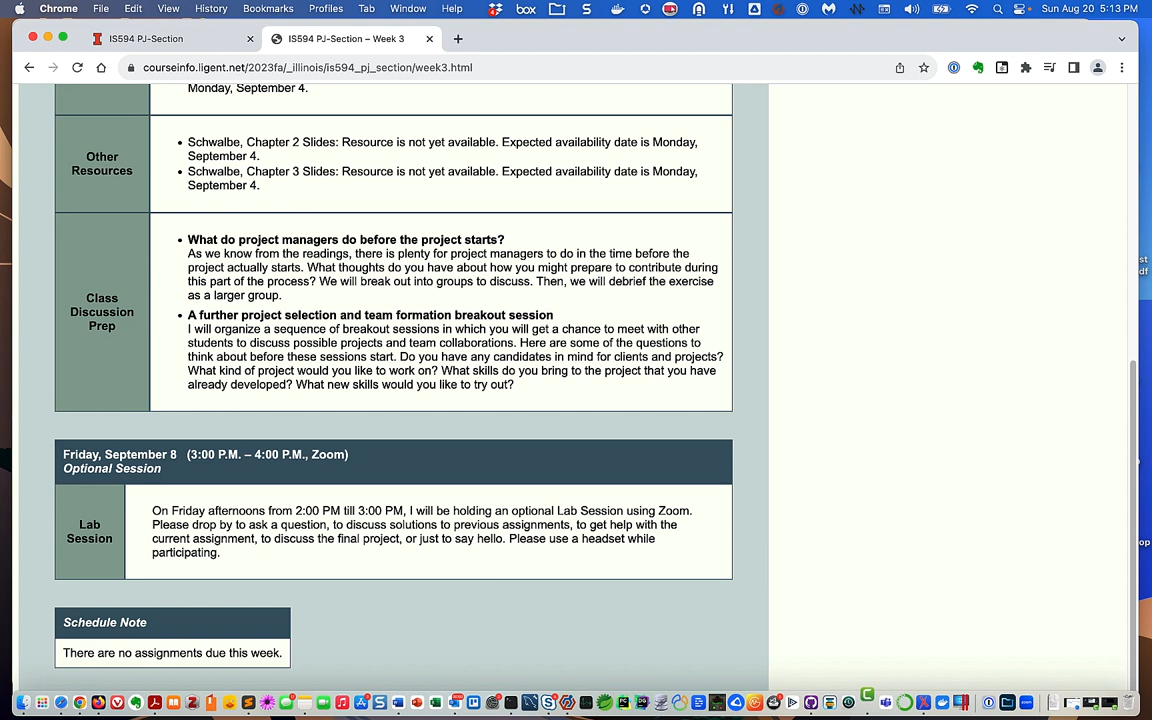 Chrome File Edit View History Bookmarks Profiles Tab Window Help box Sun Aug 20 5:13 PM
IS594 PJ-Section IS594 PJ-Section – Week 3
courseinfo.ligent.net/2023fa/_illinois/is594_pj_section/week3.html
Monday, September 4.
Other
Resources
• Schwalbe, Chapter 2 Slides: Resource is not yet available. Expected availability date is Monday,
September 4.
• Schwalbe, Chapter 3 Slides: Resource is not yet available. Expected availability date is Monday,
September 4.
Class
Discussion
Prep
• What do project managers do before the project starts?
As we know from the readings, there is plenty for project managers to do in the time before the
project actually starts. What thoughts do you have about how you might prepare to contribute during
this part of the process? We will break out into groups to discuss. Then, we will debrief the exercise
as a larger group.
• A further project selection and team formation breakout session
I will organize a sequence of breakout sessions in which you will get a chance to meet with other
students to discuss possible projects and team collaborations. Here are some of the questions to
think about before these sessions start. Do you have any candidates in mind for clients and projects?
What kind of project would you like to work on? What skills do you bring to the project that you have
already developed? What new skills would you like to try out?
Friday, September 8 (3:00 P.M. – 4:00 P.M., Zoom)
Optional Session
Lab
Session
On Friday afternoons from 2:00 PM till 3:00 PM, I will be holding an optional Lab Session using Zoom.
Please drop by to ask a question, to discuss solutions to previous assignments, to get help with the
current assignment, to discuss the final project, or just to say hello. Please use a headset while
participating.
Schedule Note
There are no assignments due this week.